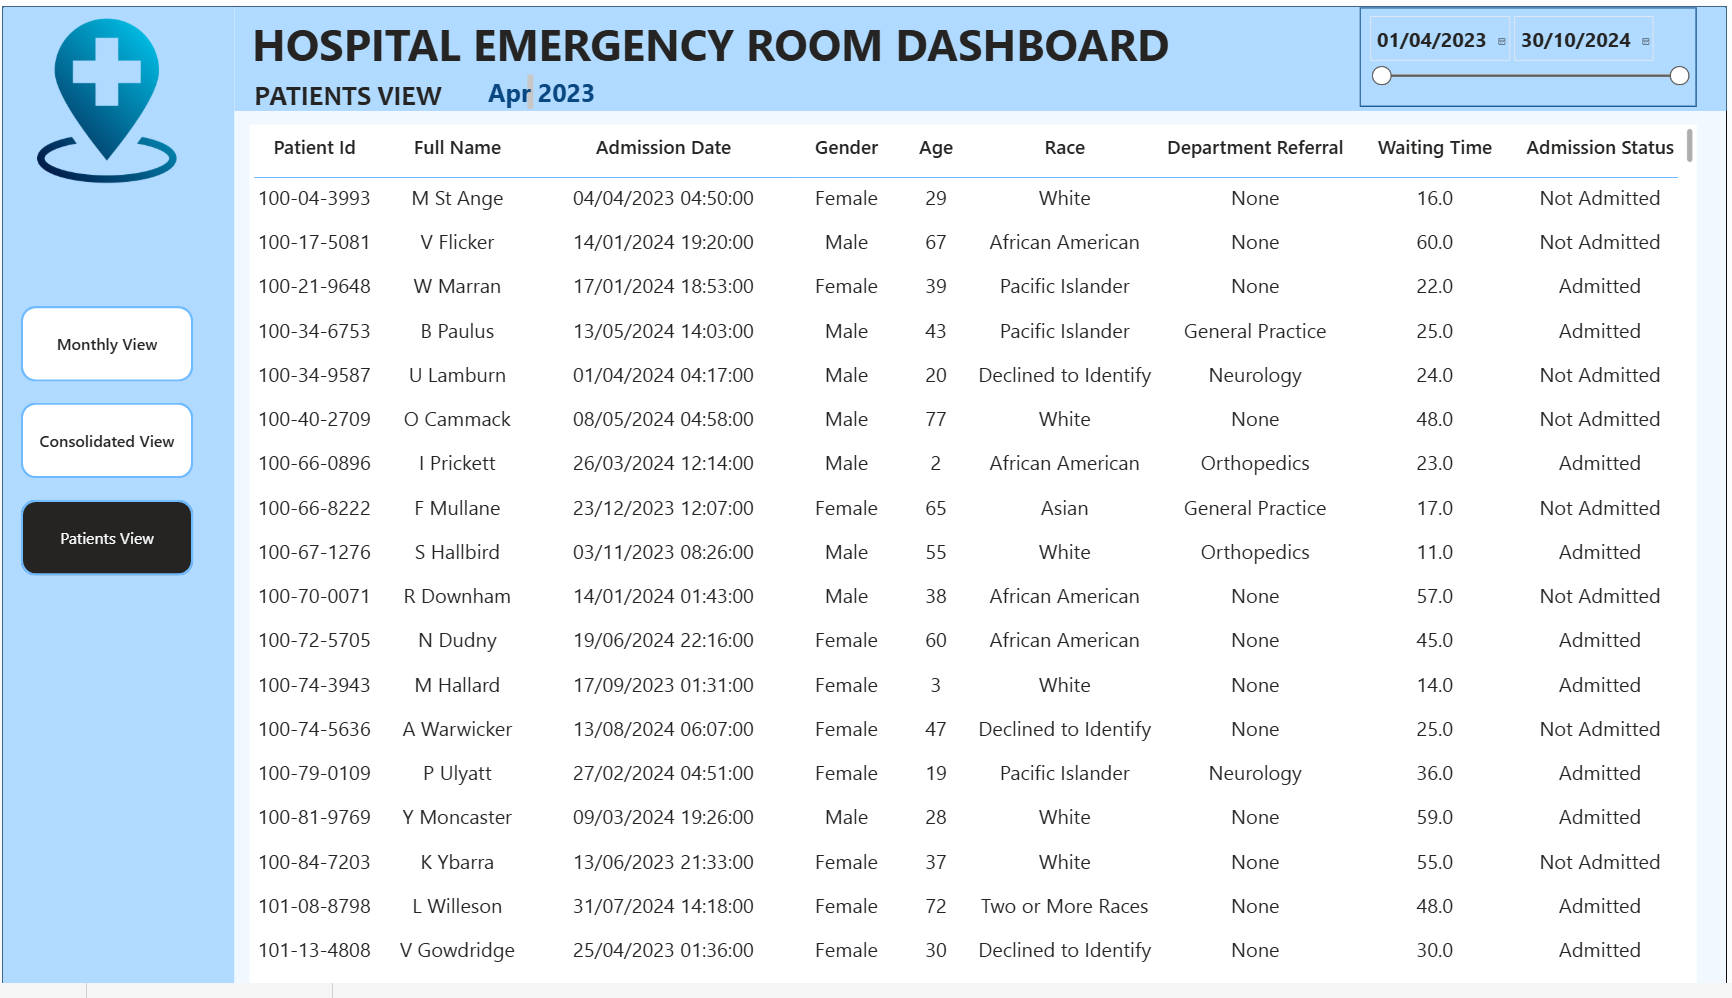 HOSPITAL EMERGENCY ROOM DASHBOARD
01/04/2023 30/10/2024
PATIENTS VIEW Apr 2023
Patient Id Full Name Admission Date Gender Age Race Department Referral Waiting Time Admission Status
100-04-3993 M St Ange 04/04/2023 04:50:00 Female 29 White None 16.0 Not Admitted
100-17-5081 V Flicker 14/01/2024 19:20:00 Male 67 African American None 60.0 Not Admitted
100-21-9648 W Marran 17/01/2024 18:53:00 Female 39 Pacific Islander None 22.0 Admitted
100-34-6753 B Paulus 13/05/2024 14:03:00 Male 43 Pacific Islander General Practice 25.0 Admitted
100-34-9587 U Lamburn 01/04/2024 04:17:00 Male 20 Declined to Identify Neurology 24.0 Not Admitted
100-40-2709 O Cammack 08/05/2024 04:58:00 Male 77 White None 48.0 Not Admitted
100-66-0896 I Prickett 26/03/2024 12:14:00 Male 2 African American Orthopedics 23.0 Admitted
100-66-8222 F Mullane 23/12/2023 12:07:00 Female 65 Asian General Practice 17.0 Not Admitted
100-67-1276 S Hallbird 03/11/2023 08:26:00 Male 55 White Orthopedics 11.0 Admitted
100-70-0071 R Downham 14/01/2024 01:43:00 Male 38 African American None 57.0 Not Admitted
100-72-5705 N Dudny 19/06/2024 22:16:00 Female 60 African American None 45.0 Admitted
100-74-3943 M Hallard 17/09/2023 01:31:00 Female 3 White None 14.0 Admitted
100-74-5636 A Warwicker 13/08/2024 06:07:00 Female 47 Declined to Identify None 25.0 Not Admitted
100-79-0109 P Ulyatt 27/02/2024 04:51:00 Female 19 Pacific Islander Neurology 36.0 Admitted
100-81-9769 Y Moncaster 09/03/2024 19:26:00 Male 28 White None 59.0 Admitted
100-84-7203 K Ybarra 13/06/2023 21:33:00 Female 37 White None 55.0 Not Admitted
101-08-8798 L Willeson 31/07/2024 14:18:00 Female 72 Two or More Races None 48.0 Admitted
101-13-4808 V Gowdridge 25/04/2023 01:36:00 Female 30 Declined to Identify None 30.0 Admitted
Monthly View
Consolidated View
Patients View